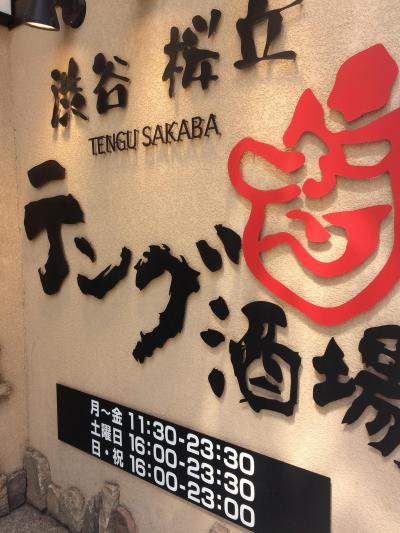 渋谷 桜丘
TENGU SAKABA
テング酒場
月〜金 11:30-23:30
土曜日 16:00-23:30
日・祝 16:00-23:00